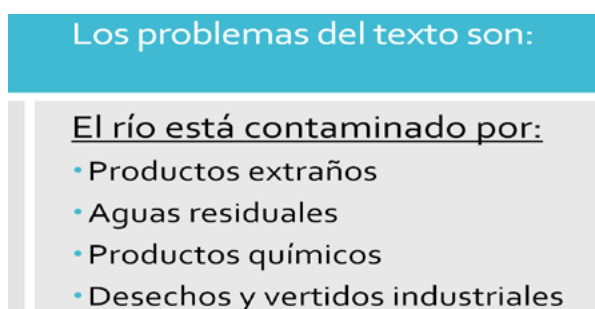 Los problemas del texto son:
El río está contaminado por:
• Productos extraños
• Aguas residuales
• Productos químicos
• Desechos y vertidos industriales